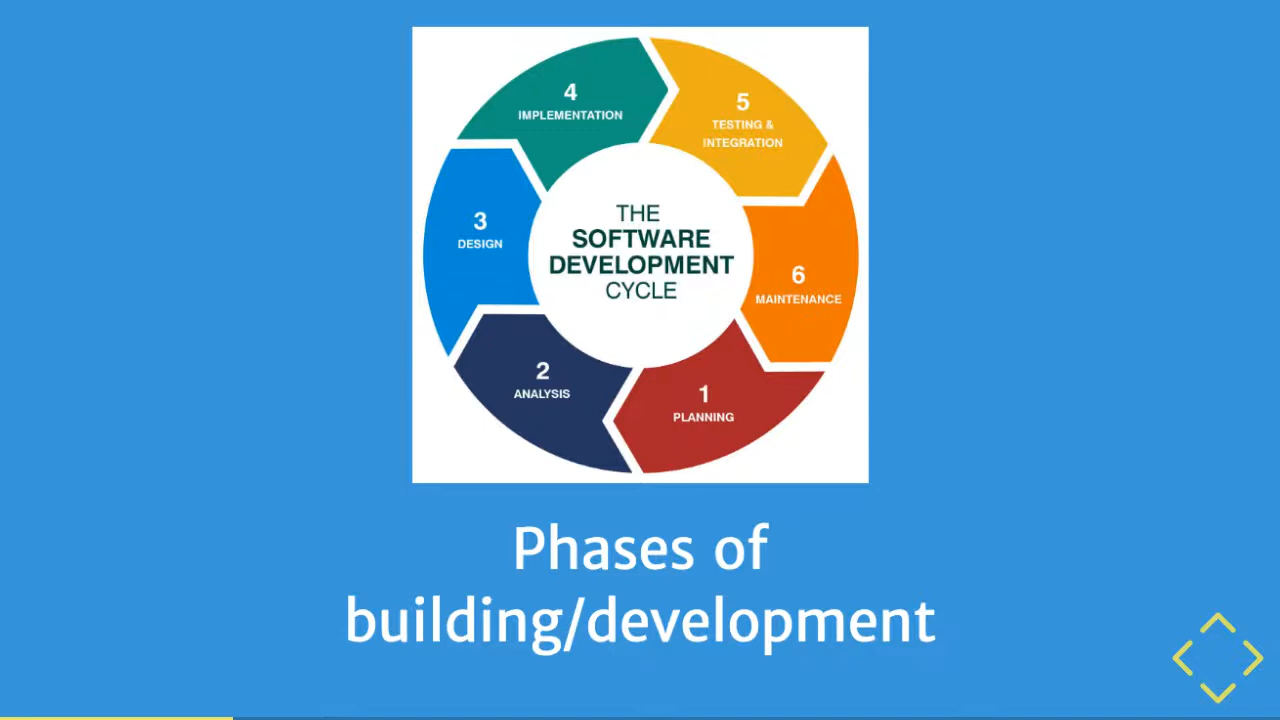 4
IMPLEMENTATION
5
TESTING &
INTEGRATION
3
DESIGN
THE
SOFTWARE
DEVELOPMENT
CYCLE
6
MAINTENANCE
2
ANALYSIS
1
PLANNING
Phases of
building/development